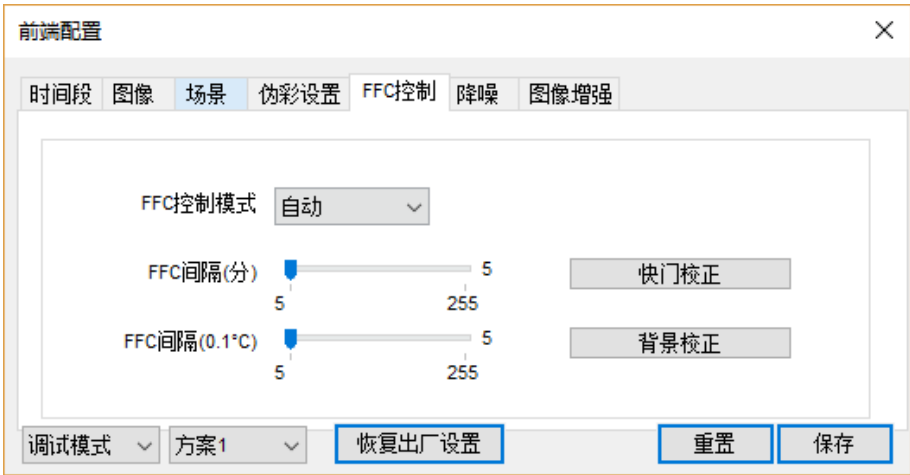 前端配置
时间段 图像 场景 伪彩设置 FFC控制 降噪 图像增强
FFC控制模式 自动
FFC间隔(分) 5 快门校正
5 255
FFC间隔(0.1°C) 5 背景校正
5 255
调试模式 方案1 恢复出厂设置 重置 保存